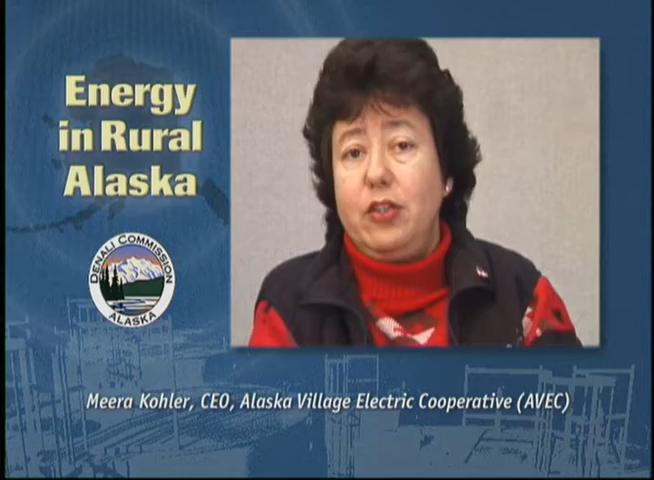 Energy
in Rural
Alaska
DENALI COMMISSION
ALASKA
Meera Kohler, CEO, Alaska Village Electric Cooperative (AVEC)